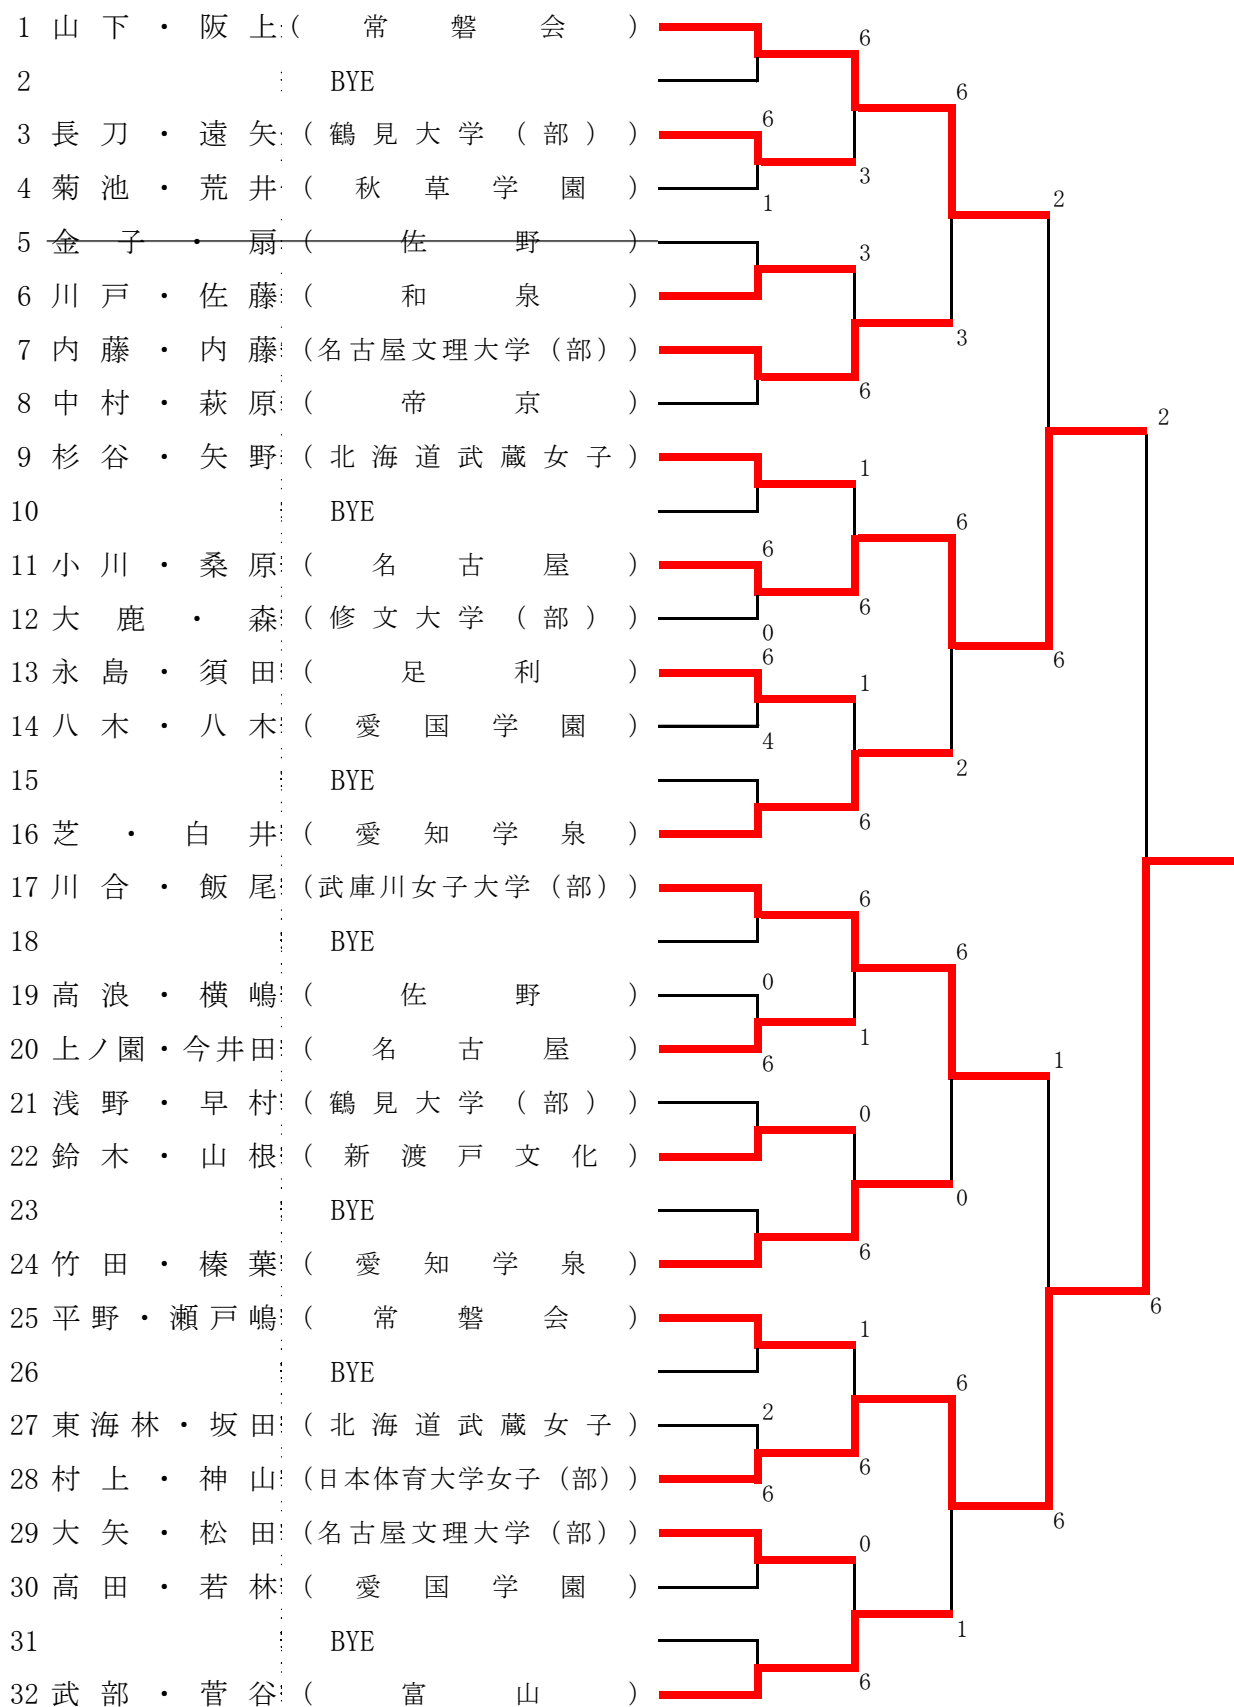 1 山下・阪上 (常磐会)
6
2 BYE
6
3 長刀・遠矢 (鶴見大学(部))
6
3
4 菊池・荒井 (秋草学園)
1
2
5 金子・扇 (佐野)
3
6 川戸・佐藤 (和泉)
3
7 内藤・内藤 (名古屋文理大学(部))
6
8 中村・萩原 (帝京)
2
9 杉谷・矢野 (北海道武蔵女子)
1
10 BYE
6
11 小川・桑原 (名古屋)
6
6
12 大鹿・森 (修文大学(部))
0
6
6
13 永島・須田 (足利)
1
14 八木・八木 (愛国学園)
4
2
15 BYE
6
16 芝・白井 (愛知学泉)
17 川合・飯尾 (武庫川女子大学(部))
6
18 BYE
6
0
19 高浪・横嶋 (佐野)
1
20 上ノ園・今井田 (名古屋)
6
1
21 浅野・早村 (鶴見大学(部))
0
22 鈴木・山根 (新渡戸文化)
0
23 BYE
6
24 竹田・榛葉 (愛知学泉)
6
25 平野・瀬戸嶋 (常磐会)
1
26 BYE
6
2
27 東海林・坂田 (北海道武蔵女子)
6
28 村上・神山 (日本体育大学女子(部))
6
6
29 大矢・松田 (名古屋文理大学(部))
0
30 高田・若林 (愛国学園)
1
31 BYE
6
32 武部・菅谷 (富山)